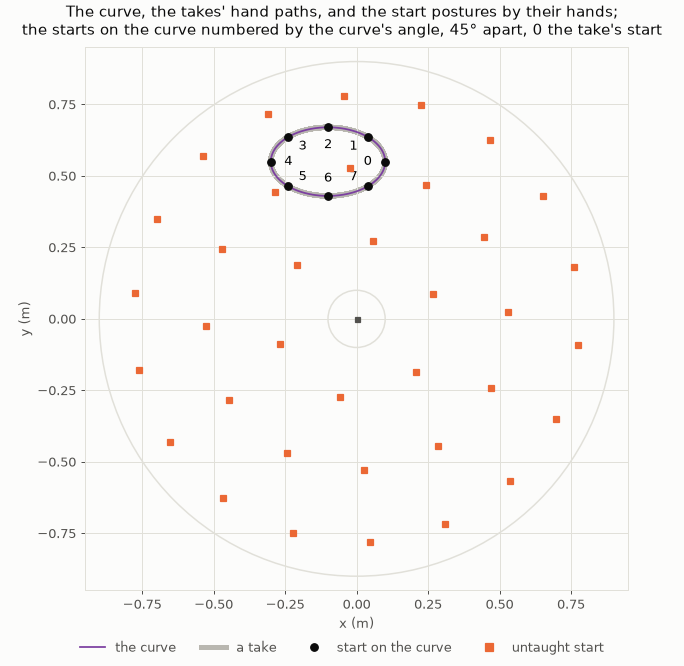 The curve, the takes' hand paths, and the start postures by their hands;
the starts on the curve numbered by the curve's angle, 45° apart, 0 the take's start
y (m)
0.75
0.50
0.25
0.00
−0.25
−0.50
−0.75
3 2 1
4 0
5 6 7
−0.75 −0.50 −0.25 0.00 0.25 0.50 0.75
x (m)
the curve a take start on the curve untaught start